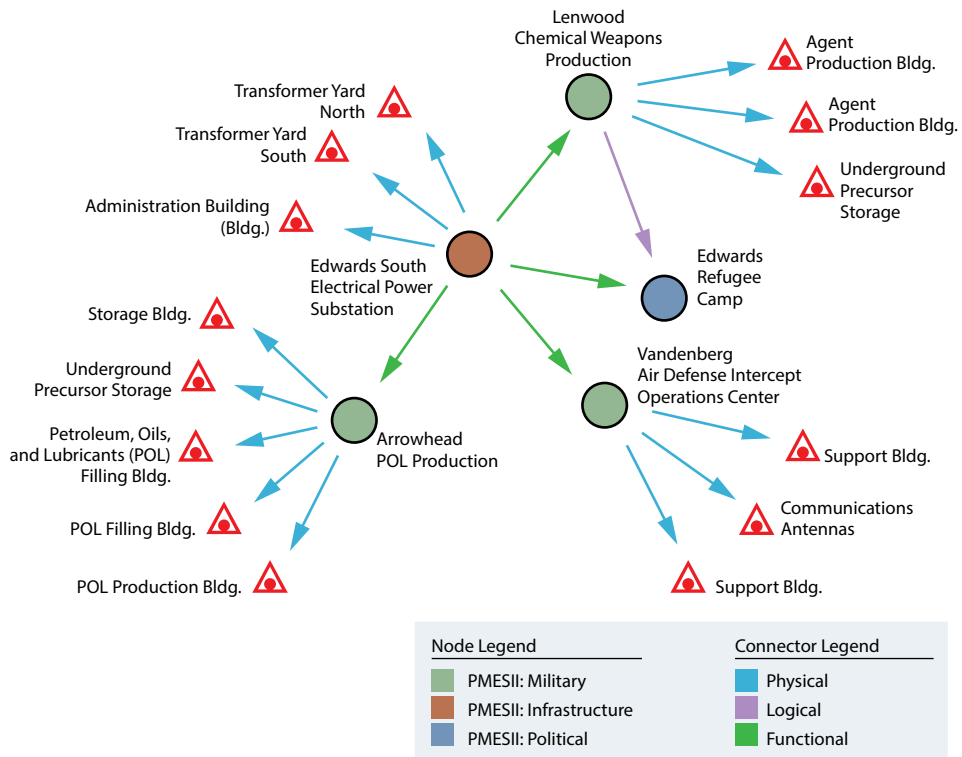 Lenwood
Chemical Weapons
Production
Agent
Production Bldg.
Agent
Production Bldg.
Underground
Precursor
Storage
Transformer Yard
North
Transformer Yard
South
Administration Building
(Bldg.)
Edwards South
Electrical Power
Substation
Edwards
Refugee
Camp
Storage Bldg.
Underground
Precursor Storage
Petroleum, Oils,
and Lubricants (POL)
Filling Bldg.
POL Filling Bldg.
POL Production Bldg.
Arrowhead
POL Production
Vandenberg
Air Defense Intercept
Operations Center
Support Bldg.
Communications
Antennas
Support Bldg.
Node Legend
PMESII: Military
PMESII: Infrastructure
PMESII: Political
Connector Legend
Physical
Logical
Functional